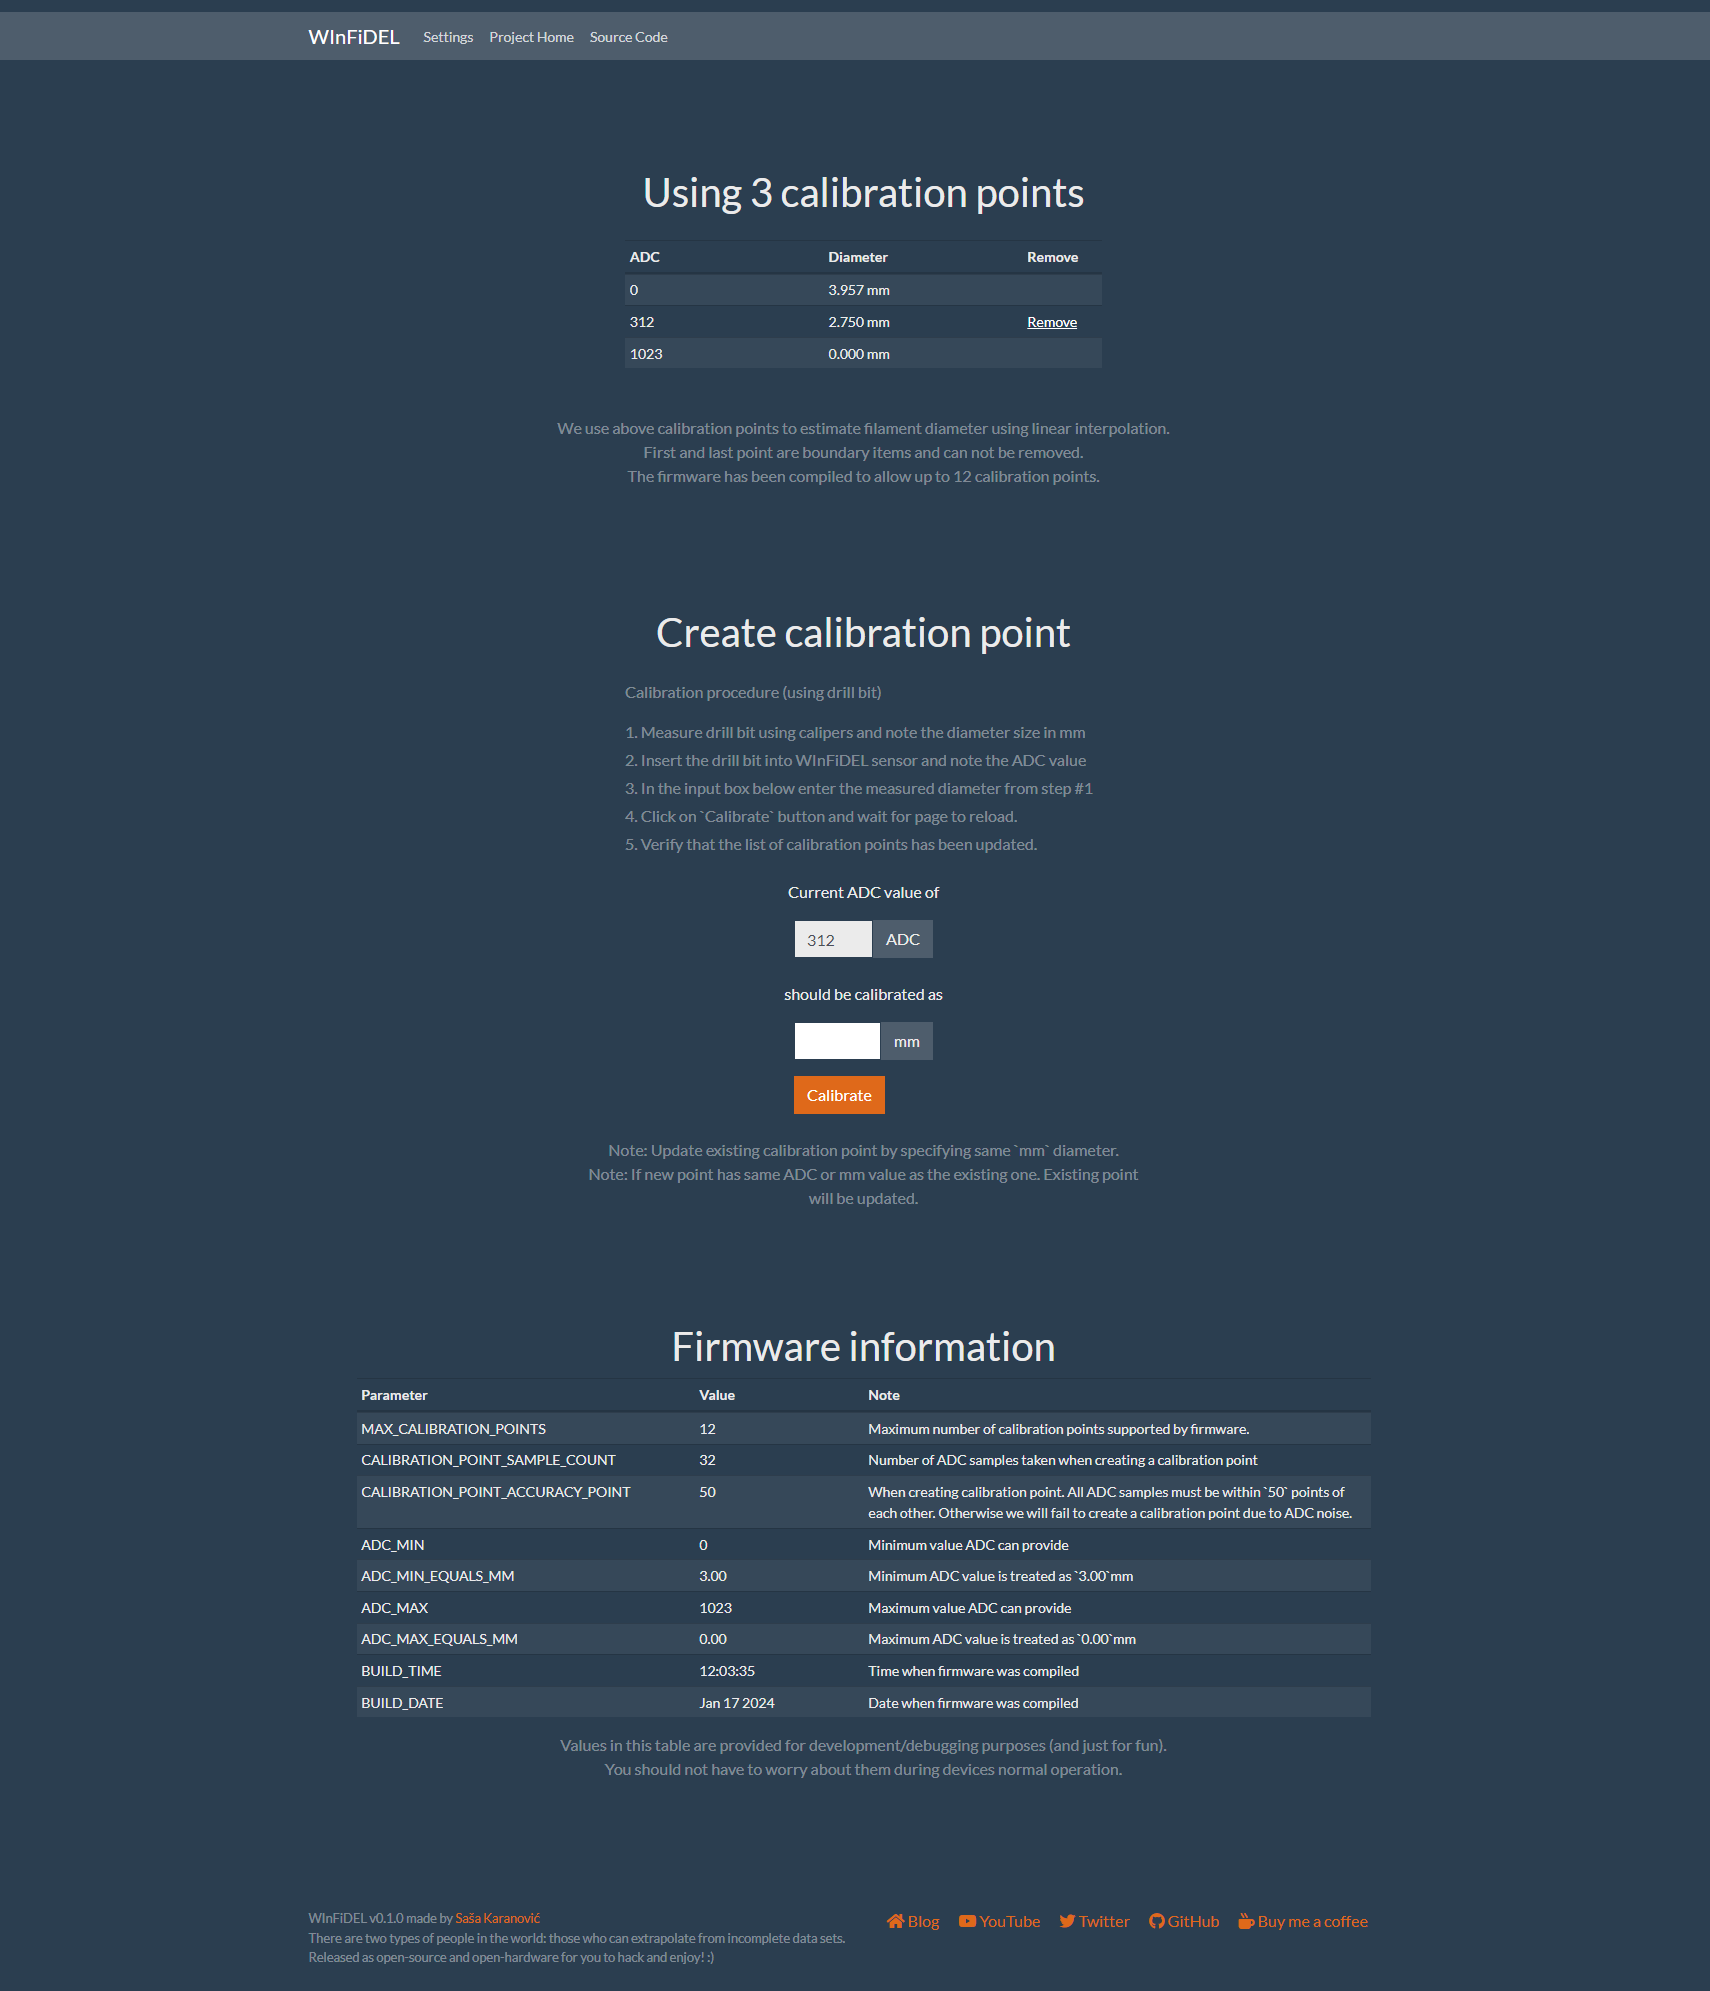 WInFiDEL Settings Project Home Source Code
Using 3 calibration points
ADC Diameter Remove
0 3.957 mm
312 2.750 mm Remove
1023 0.000 mm
We use above calibration points to estimate filament diameter using linear interpolation.
First and last point are boundary items and can not be removed.
The firmware has been compiled to allow up to 12 calibration points.
Create calibration point
Calibration procedure (using drill bit)
1. Measure drill bit using calipers and note the diameter size in mm
2. Insert the drill bit into WInFiDEL sensor and note the ADC value
3. In the input box below enter the measured diameter from step #1
4. Click on `Calibrate` button and wait for page to reload.
5. Verify that the list of calibration points has been updated.
Current ADC value of
312 ADC
should be calibrated as
mm
Calibrate
Note: Update existing calibration point by specifying same `mm` diameter.
Note: If new point has same ADC or mm value as the existing one. Existing point
will be updated.
Firmware information
Parameter Value Note
MAX_CALIBRATION_POINTS 12 Maximum number of calibration points supported by firmware.
CALIBRATION_POINT_SAMPLE_COUNT 32 Number of ADC samples taken when creating a calibration point
CALIBRATION_POINT_ACCURACY_POINT 50 When creating calibration point. All ADC samples must be within `50` points of
each other. Otherwise we will fail to create a calibration point due to ADC noise.
ADC_MIN 0 Minimum value ADC can provide
ADC_MIN_EQUALS_MM 3.00 Minimum ADC value is treated as `3.00`mm
ADC_MAX 1023 Maximum value ADC can provide
ADC_MAX_EQUALS_MM 0.00 Maximum ADC value is treated as `0.00`mm
BUILD_TIME 12:03:35 Time when firmware was compiled
BUILD_DATE Jan 17 2024 Date when firmware was compiled
Values in this table are provided for development/debugging purposes (and just for fun).
You should not have to worry about them during devices normal operation.
WInFiDEL v0.1.0 made by Saša Karanović
There are two types of people in the world: those who can extrapolate from incomplete data sets.
Released as open-source and open-hardware for you to hack and enjoy! :)
Blog YouTube Twitter GitHub Buy me a coffee